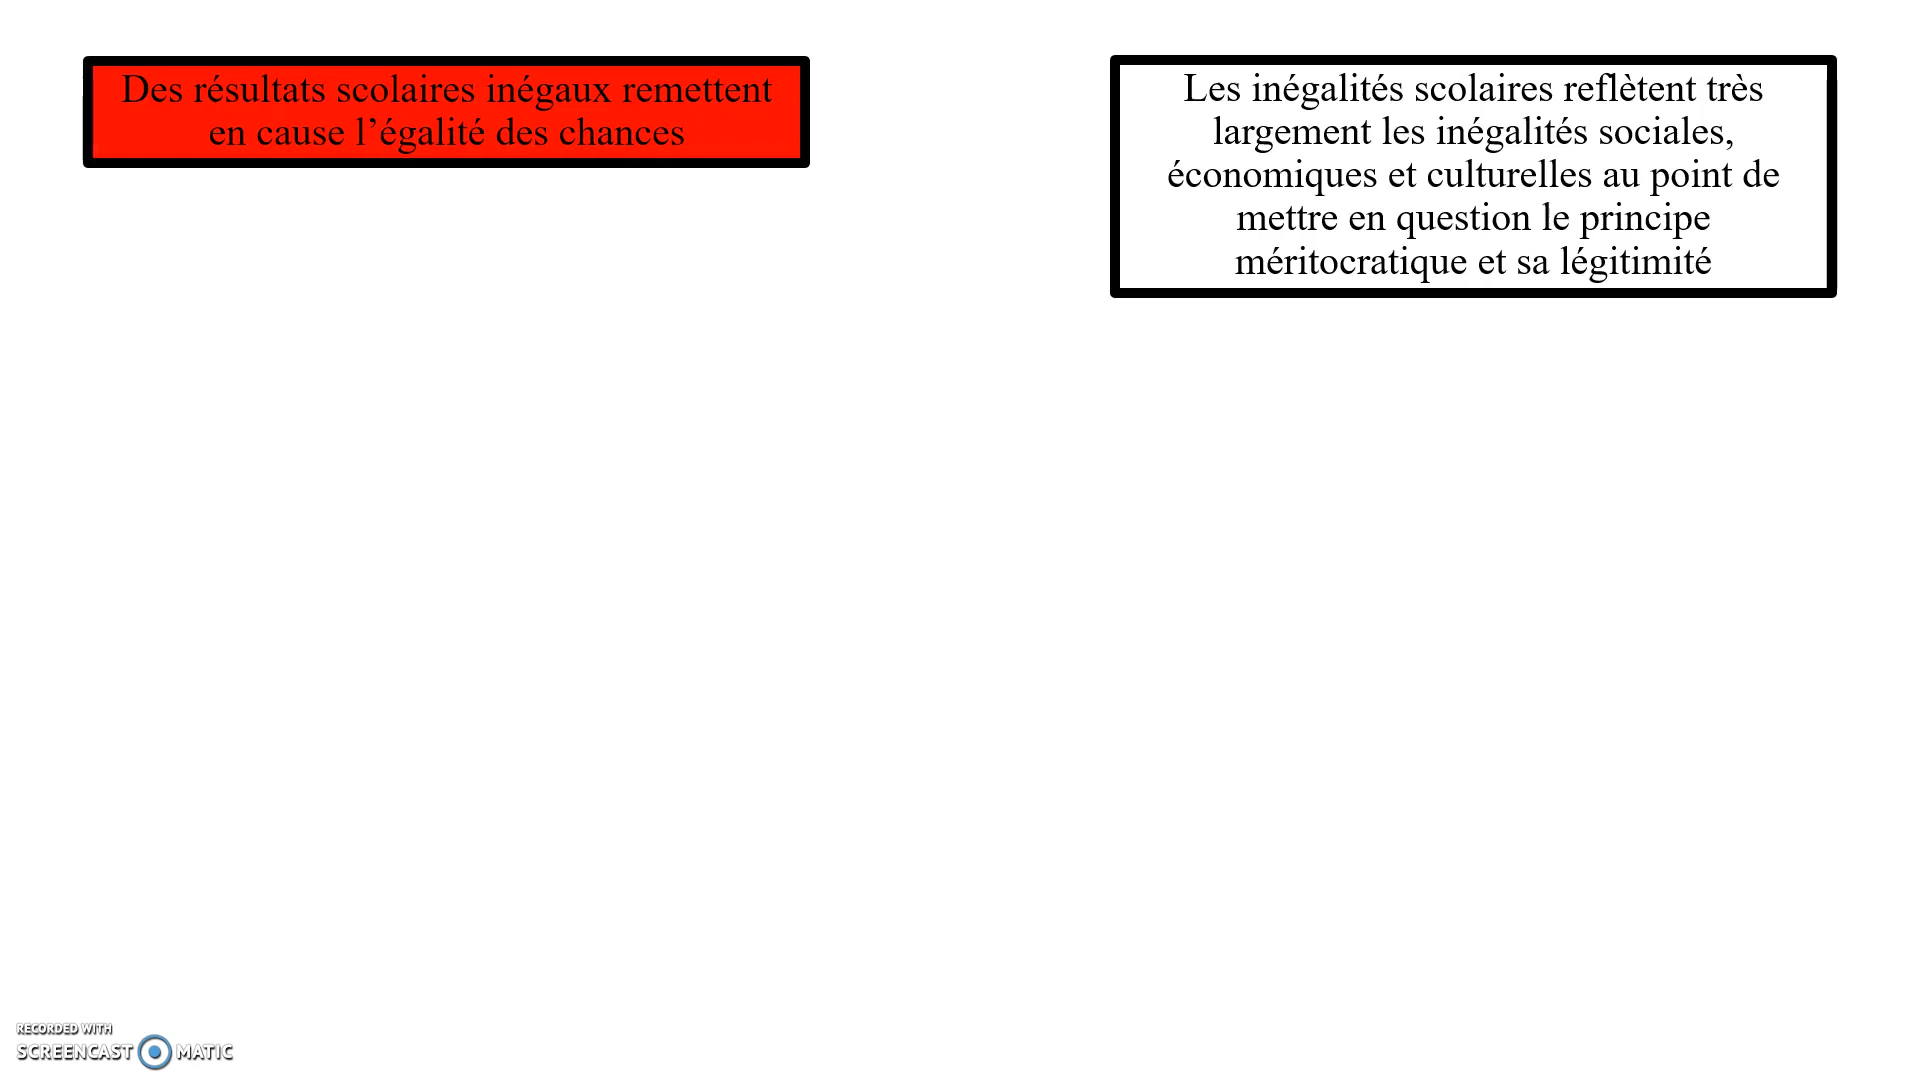 Des résultats scolaires inégaux remettent
en cause l’égalité des chances
Les inégalités scolaires reflètent très
largement les inégalités sociales,
économiques et culturelles au point de
mettre en question le principe
méritocratique et sa légitimité
RECORDED WITH
SCREENCAST MATIC